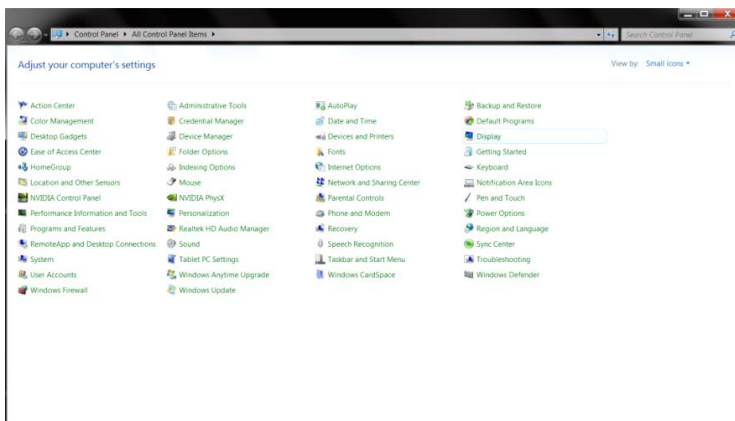 Control Panel ▸ All Control Panel Items ▸
Search Control Panel
Adjust your computer's settings
View by: Small icons
Action Center
Administrative Tools
AutoPlay
Backup and Restore
Color Management
Credential Manager
Date and Time
Default Programs
Desktop Gadgets
Device Manager
Devices and Printers
Display
Ease of Access Center
Folder Options
Fonts
Getting Started
HomeGroup
Indexing Options
Internet Options
Keyboard
Location and Other Sensors
Mouse
Network and Sharing Center
Notification Area Icons
NVIDIA Control Panel
NVIDIA PhysX
Parental Controls
Pen and Touch
Performance Information and Tools
Personalization
Phone and Modem
Power Options
Programs and Features
Realtek HD Audio Manager
Recovery
Region and Language
RemoteApp and Desktop Connections
Sound
Speech Recognition
Sync Center
System
Tablet PC Settings
Taskbar and Start Menu
Troubleshooting
User Accounts
Windows Anytime Upgrade
Windows CardSpace
Windows Defender
Windows Firewall
Windows Update